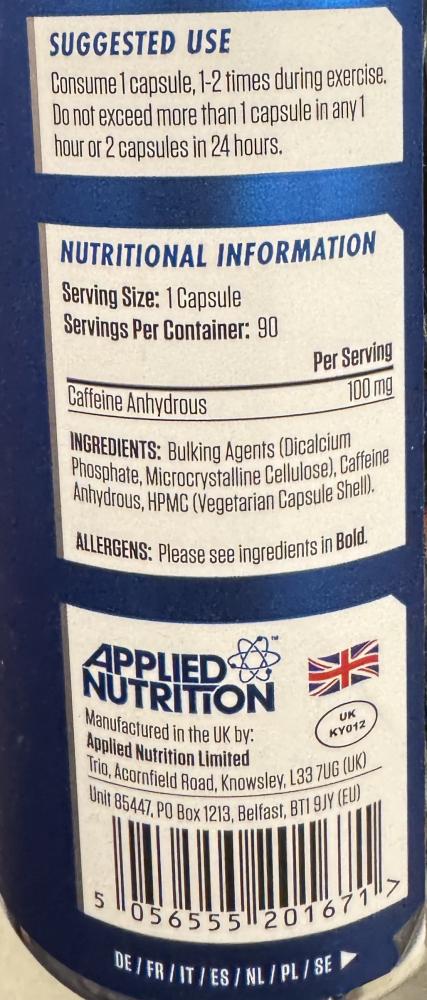 SUGGESTED USE
Consume 1 capsule, 1-2 times during exercise.
Do not exceed more than 1 capsule in any 1
hour or 2 capsules in 24 hours.
NUTRITIONAL INFORMATION
Serving Size: 1 Capsule
Servings Per Container: 90
Per Serving
Caffeine Anhydrous 100 mg
INGREDIENTS: Bulking Agents (Dicalcium
Phosphate, Microcrystalline Cellulose), Caffeine
Anhydrous, HPMC (Vegetarian Capsule Shell).
ALLERGENS: Please see ingredients in Bold.
APPLIED
NUTRITION
™
UK
KY012
Manufactured in the UK by:
Applied Nutrition Limited
Trio, Acornfield Road, Knowsley, L33 7UG (UK)
Unit 85447, PO Box 1213, Belfast, BT1 9JY (EU)
5 056555 201671 >
DE / FR / IT / ES / NL / PL / SE ▶